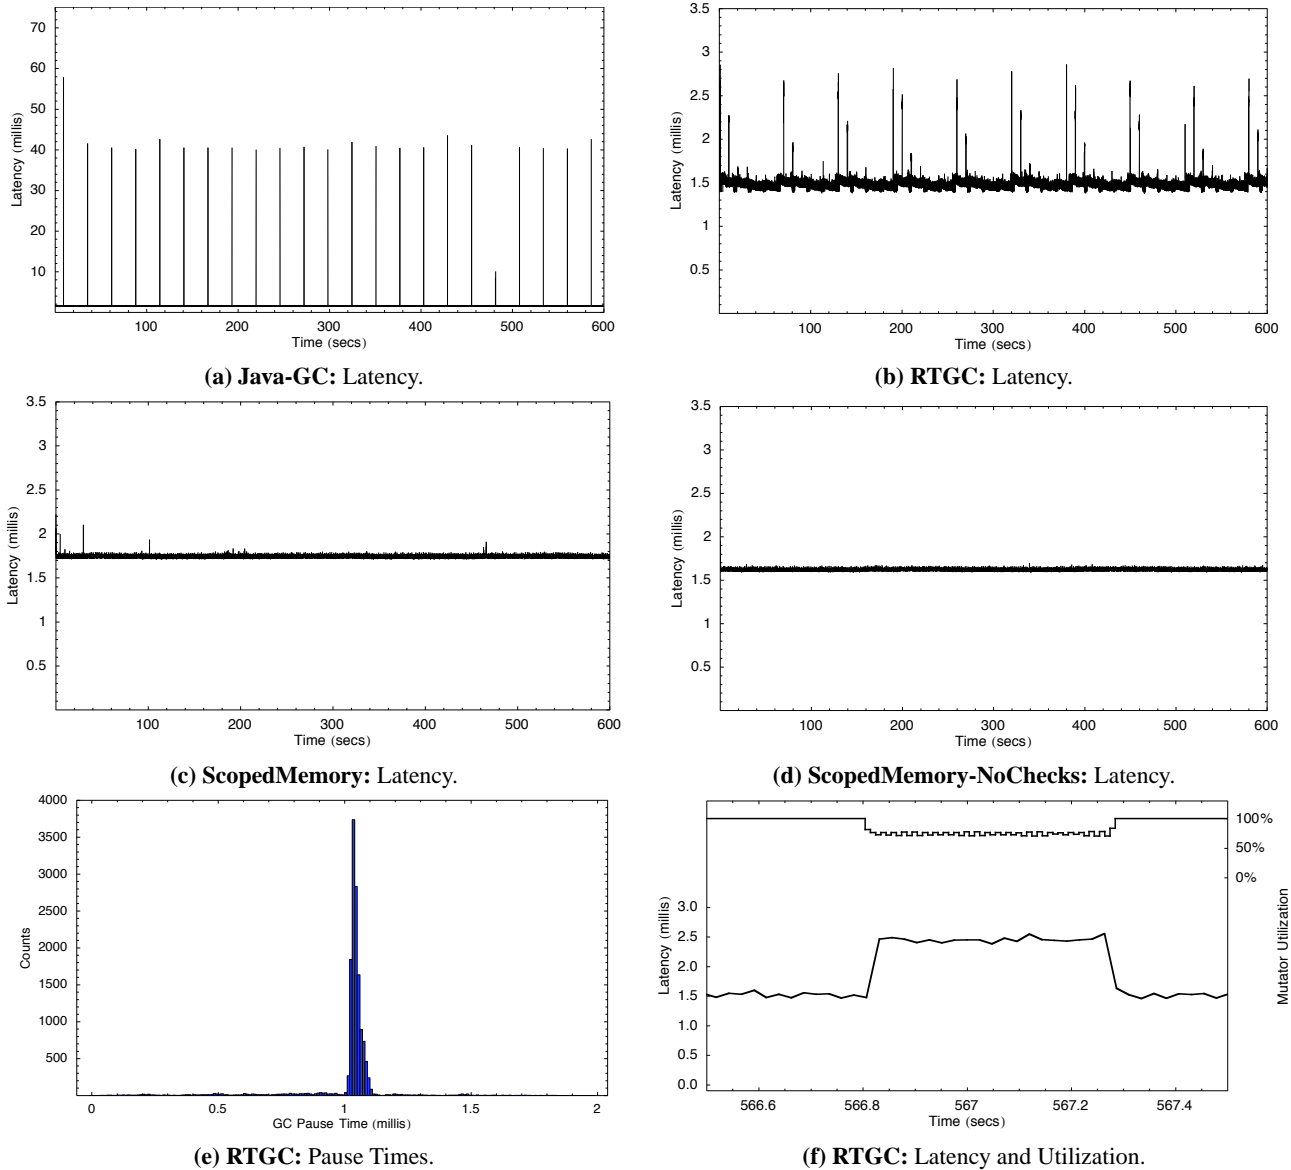 70
60
50
40
30
20
10
Latency (millis)
100 200 300 400 500 600
Time (secs)
(a) Java-GC: Latency.
3.5
3
2.5
2
1.5
1
0.5
Latency (millis)
100 200 300 400 500 600
Time (secs)
(b) RTGC: Latency.
3.5
3
2.5
2
1.5
1
0.5
Latency (millis)
100 200 300 400 500 600
Time (secs)
(c) ScopedMemory: Latency.
3.5
3
2.5
2
1.5
1
0.5
Latency (millis)
100 200 300 400 500 600
Time (secs)
(d) ScopedMemory-NoChecks: Latency.
4000
3500
3000
2500
2000
1500
1000
500
Counts
0 0.5 1 1.5 2
GC Pause Time (millis)
(e) RTGC: Pause Times.
100%
50%
0%
Mutator Utilization
3.0
2.5
2.0
1.5
1.0
0.5
0.0
Latency (millis)
566.6 566.8 567 567.2 567.4
Time (secs)
(f) RTGC: Latency and Utilization.